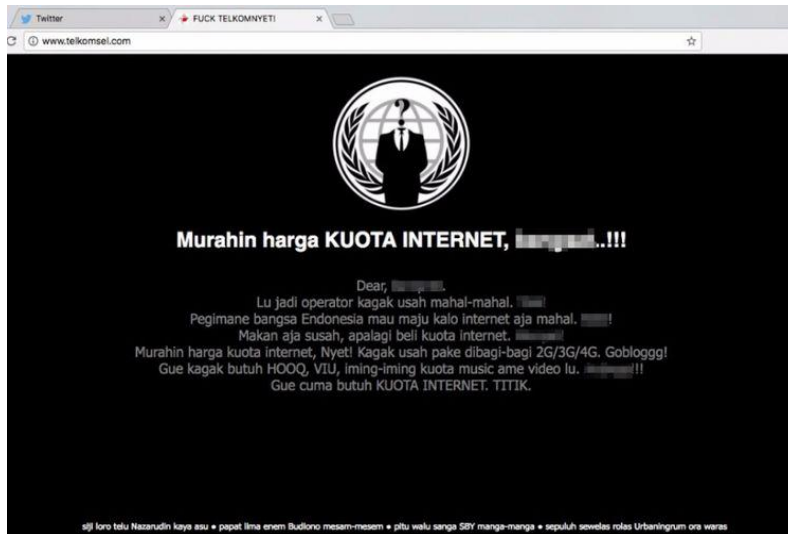 Twitter
FUCK TELKOMNYET!
www.telkomsel.com
?
Murahin harga KUOTA INTERNET, ..!!!
Dear, .
Lu jadi operator kagak usah mahal-mahal. !
Pegimane bangsa Endonesia mau maju kalo internet aja mahal. !
Makan aja susah, apalagi beli kuota internet.
Murahin harga kuota internet, Nyet! Kagak usah pake dibagi-bagi 2G/3G/4G. Gobloggg!
Gue kagak butuh HOOQ, VIU, iming-iming kuota music ame video lu. !!!
Gue cuma butuh KUOTA INTERNET. TITIK.
siji loro telu Nazarudin kaya asu • papat lima enem Budiono mesam-mesem • pitu walu sanga SBY manga-manga • sepuluh sewelas rolas Urbaningrum ora waras